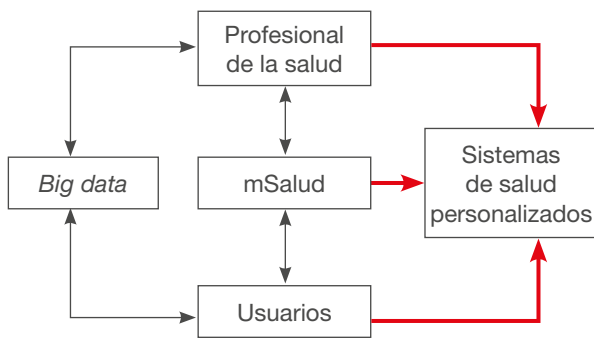 Profesional
de la salud
Big data
mSalud
Sistemas
de salud
personalizados
Usuarios